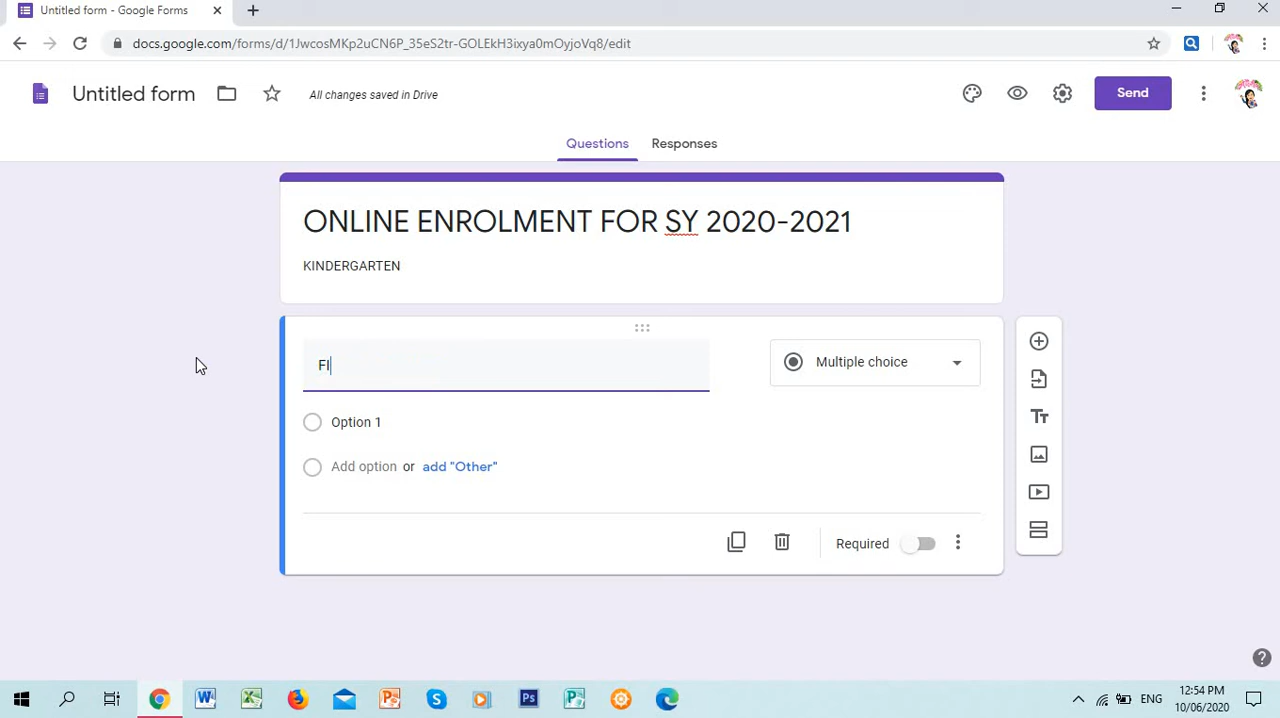 Untitled form - Google Forms
docs.google.com/forms/d/1JwcosMKp2uCN6P_35eS2tr-GOLEkH3ixya0mOyjoVq8/edit
Untitled form
All changes saved in Drive
Send
Questions
Responses
ONLINE ENROLMENT FOR SY 2020-2021
KINDERGARTEN
FI
Multiple choice
Option 1
Add option or add "Other"
Required
12:54 PM
ENG
10/06/2020